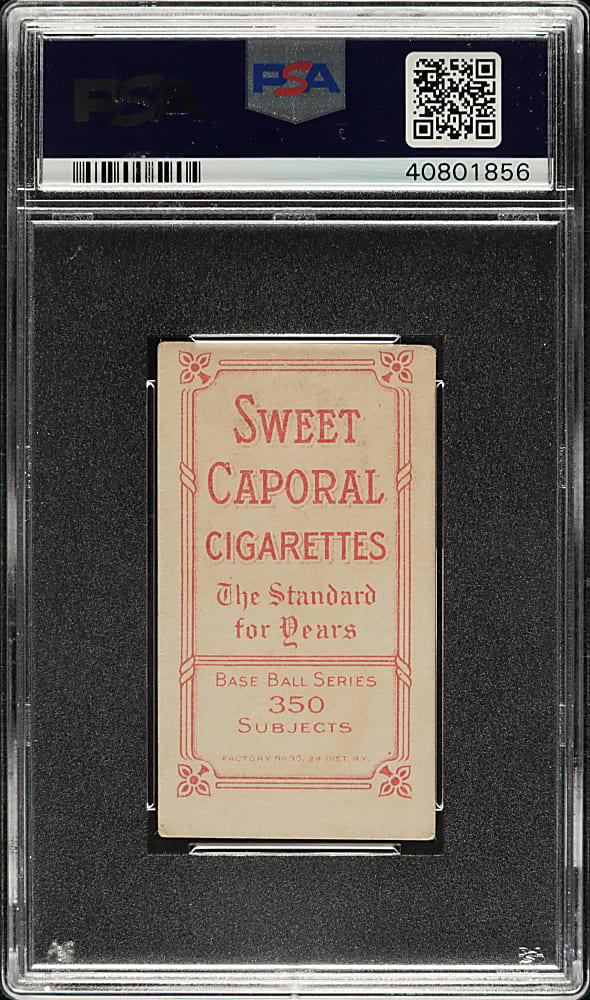 PSA
PSA
40801856
SWEET
CAPORAL
CIGARETTES
The Standard
for Years
BASE BALL SERIES
350
SUBJECTS
FACTORY No 30, 2d DIST. N.Y.